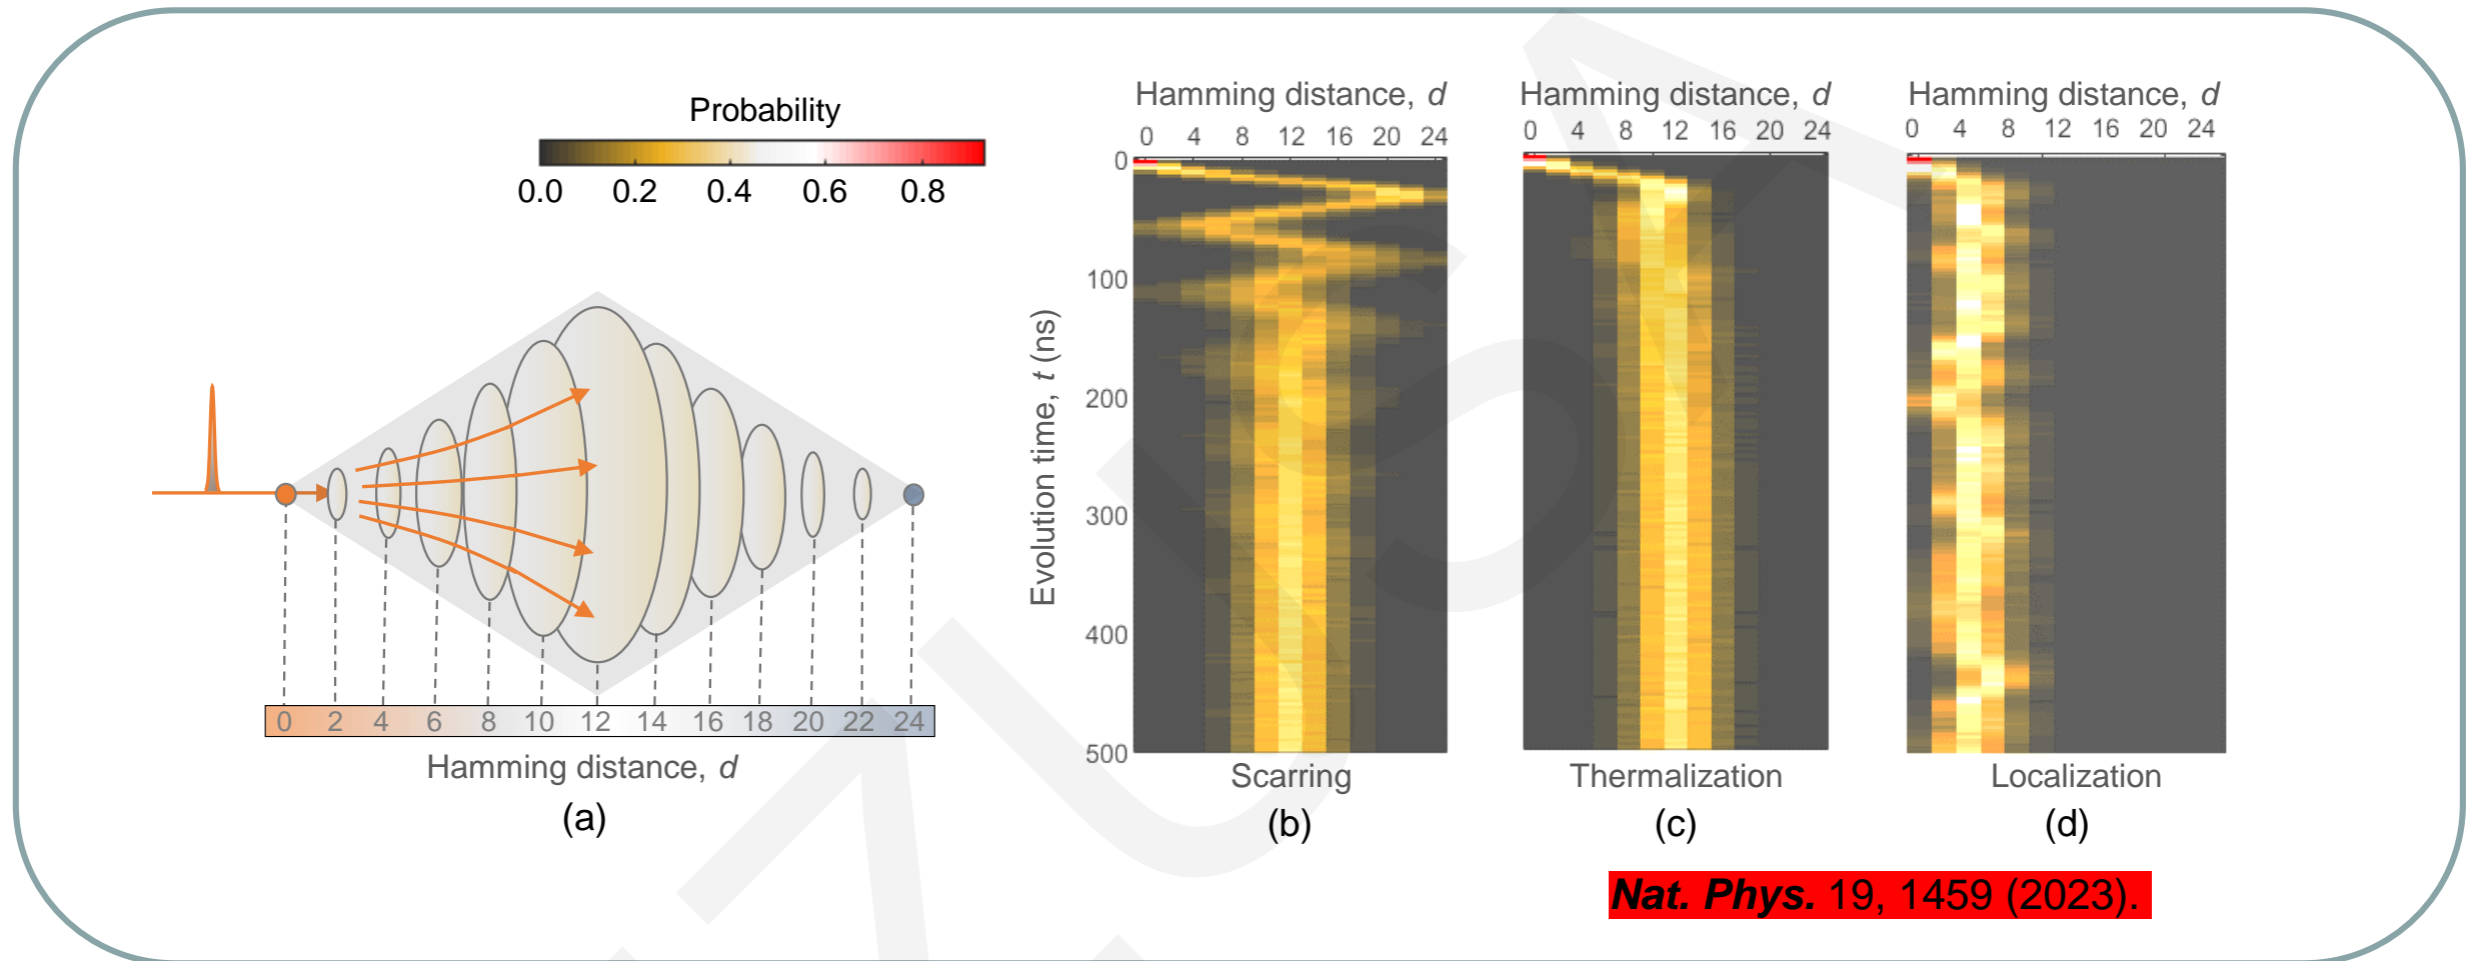 Probability
0.0 0.2 0.4 0.6 0.8
0 2 4 6 8 10 12 14 16 18 20 22 24
Hamming distance, d
(a)
Hamming distance, d
0 4 8 12 16 20 24
Evolution time, t (ns)
0
100
200
300
400
500
Scarring
(b)
Hamming distance, d
0 4 8 12 16 20 24
Thermalization
(c)
Hamming distance, d
0 4 8 12 16 20 24
Localization
(d)
Nat. Phys. 19, 1459 (2023).